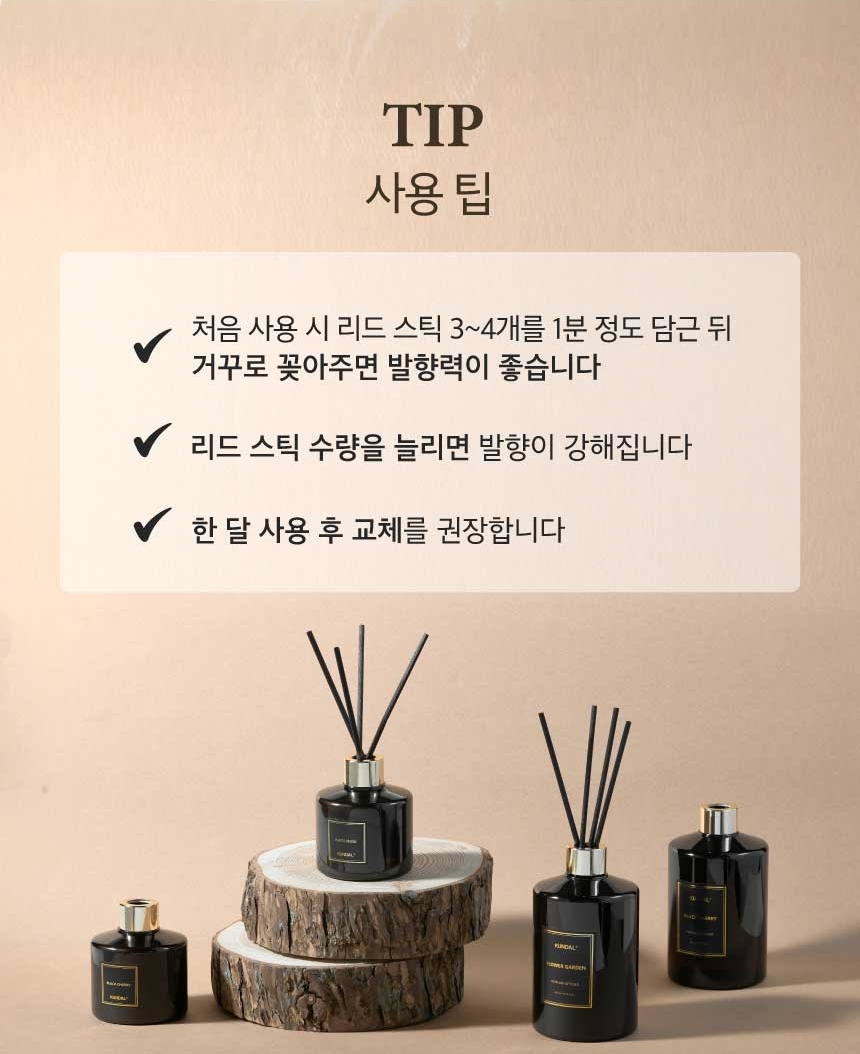 TIP
사용 팁
처음 사용 시 리드 스틱 3~4개를 1분 정도 담근 뒤
거꾸로 꽂아주면 발향력이 좋습니다
리드 스틱 수량을 늘리면 발향이 강해집니다
한 달 사용 후 교체를 권장합니다
KUNDAL
BLACK CHERRY
KUNDAL
KUNDAL
FLOWER GARDEN